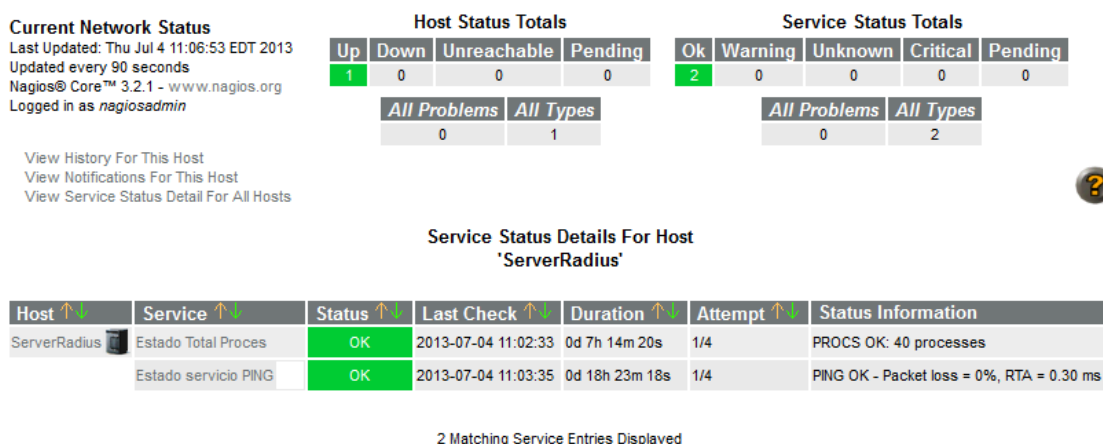 Current Network Status
Last Updated: Thu Jul 4 11:06:53 EDT 2013
Updated every 90 seconds
Nagios® Core™ 3.2.1 - www.nagios.org
Logged in as nagiosadmin
View History For This Host
View Notifications For This Host
View Service Status Detail For All Hosts
Host Status Totals
Up Down Unreachable Pending
1 0 0 0
All Problems All Types
0 1
Service Status Totals
Ok Warning Unknown Critical Pending
2 0 0 0 0
All Problems All Types
0 2
?
Service Status Details For Host
'ServerRadius'
Host Service Status Last Check Duration Attempt Status Information
ServerRadius Estado Total Proces OK 2013-07-04 11:02:33 0d 7h 14m 20s 1/4 PROCS OK: 40 processes
Estado servicio PING OK 2013-07-04 11:03:35 0d 18h 23m 18s 1/4 PING OK - Packet loss = 0%, RTA = 0.30 ms
2 Matching Service Entries Displayed